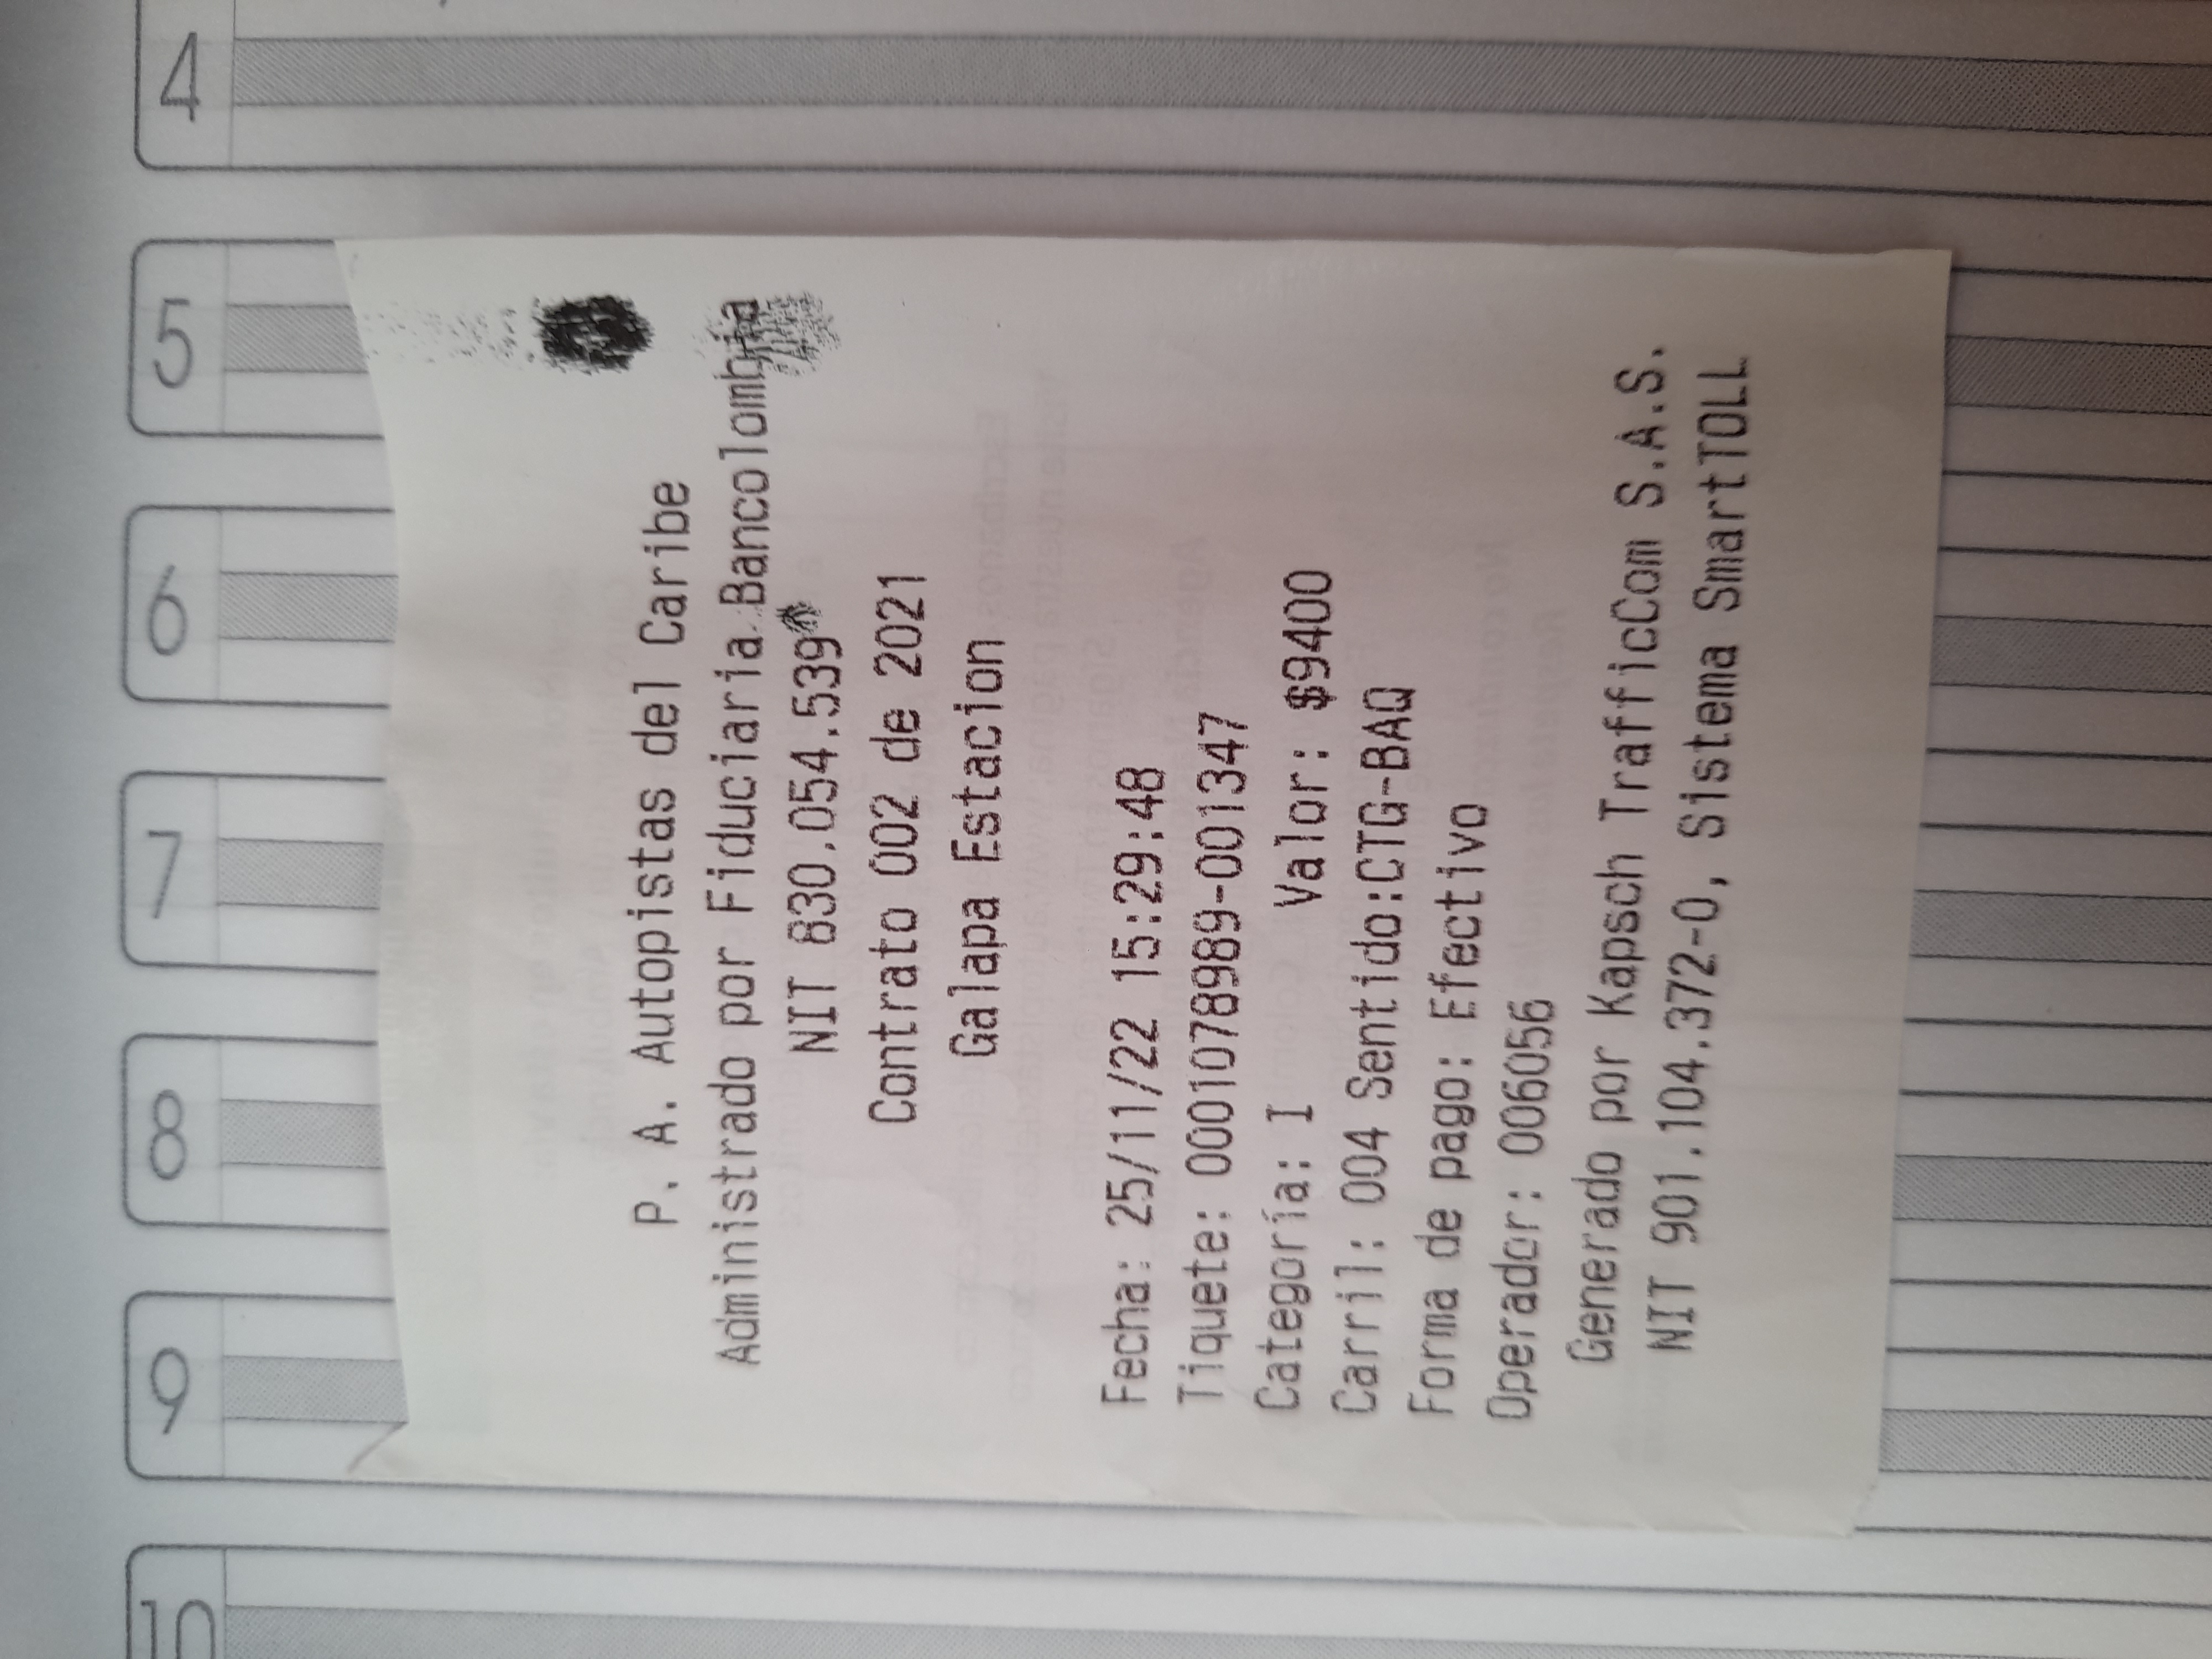 P. A. Autopistas del Caribe
Administrado por Fiduciaria Bancolombia
NIT 830.054.539
Contrato 002 de 2021
Galapa Estacion
Fecha: 25/11/22 15:29:48
Tiquete: 0001078989-001347
Categoría: I Valor: $9400
Carril: 004 Sentido:CTG-BAQ
Forma de pago: Efectivo
Operador: 006056
Generado por Kapsch TrafficCom S.A.S.
NIT 901.104.372-0, Sistema SmartTOLL
4
5
6
7
8
9
10